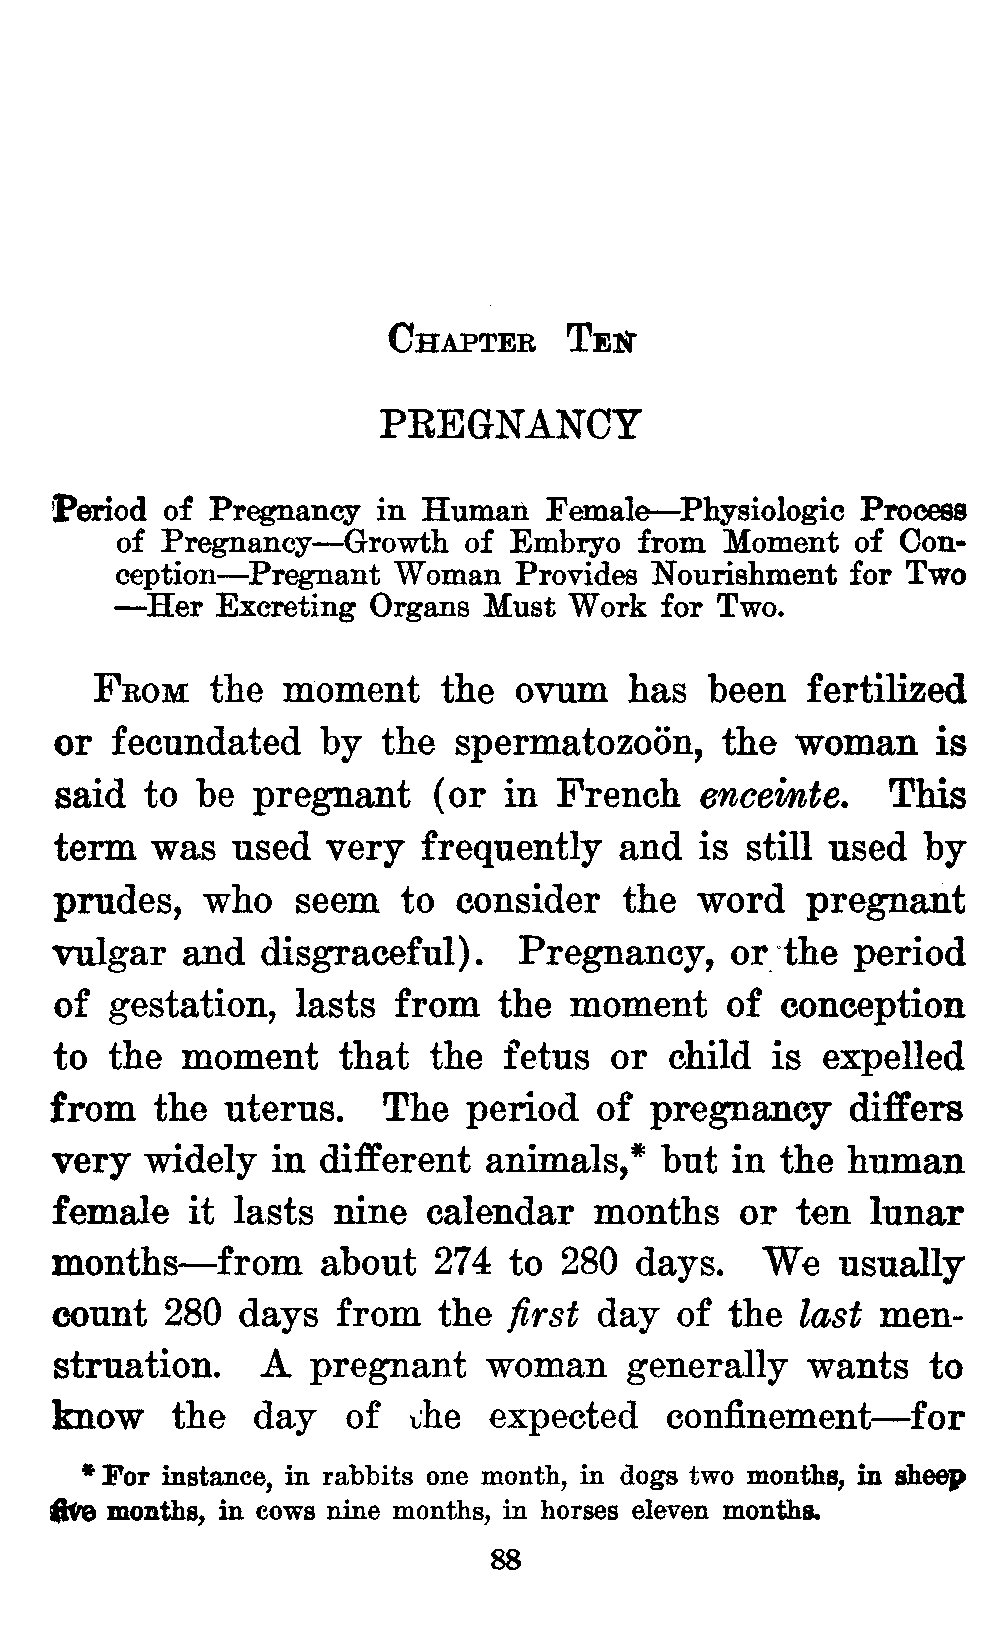 CHAPTER TEN
PREGNANCY
Period of Pregnancy in Human Female—Physiologic Process
of Pregnancy—Growth of Embryo from Moment of Con-
ception—Pregnant Woman Provides Nourishment for Two
—Her Excreting Organs Must Work for Two.
FROM the moment the ovum has been fertilized
or fecundated by the spermatozoön, the woman is
said to be pregnant (or in French enceinte. This
term was used very frequently and is still used by
prudes, who seem to consider the word pregnant
vulgar and disgraceful). Pregnancy, or the period
of gestation, lasts from the moment of conception
to the moment that the fetus or child is expelled
from the uterus. The period of pregnancy differs
very widely in different animals,* but in the human
female it lasts nine calendar months or ten lunar
months—from about 274 to 280 days. We usually
count 280 days from the first day of the last men-
struation. A pregnant woman generally wants to
know the day of the expected confinement—for
* For instance, in rabbits one month, in dogs two months, in sheep
five months, in cows nine months, in horses eleven months.
88